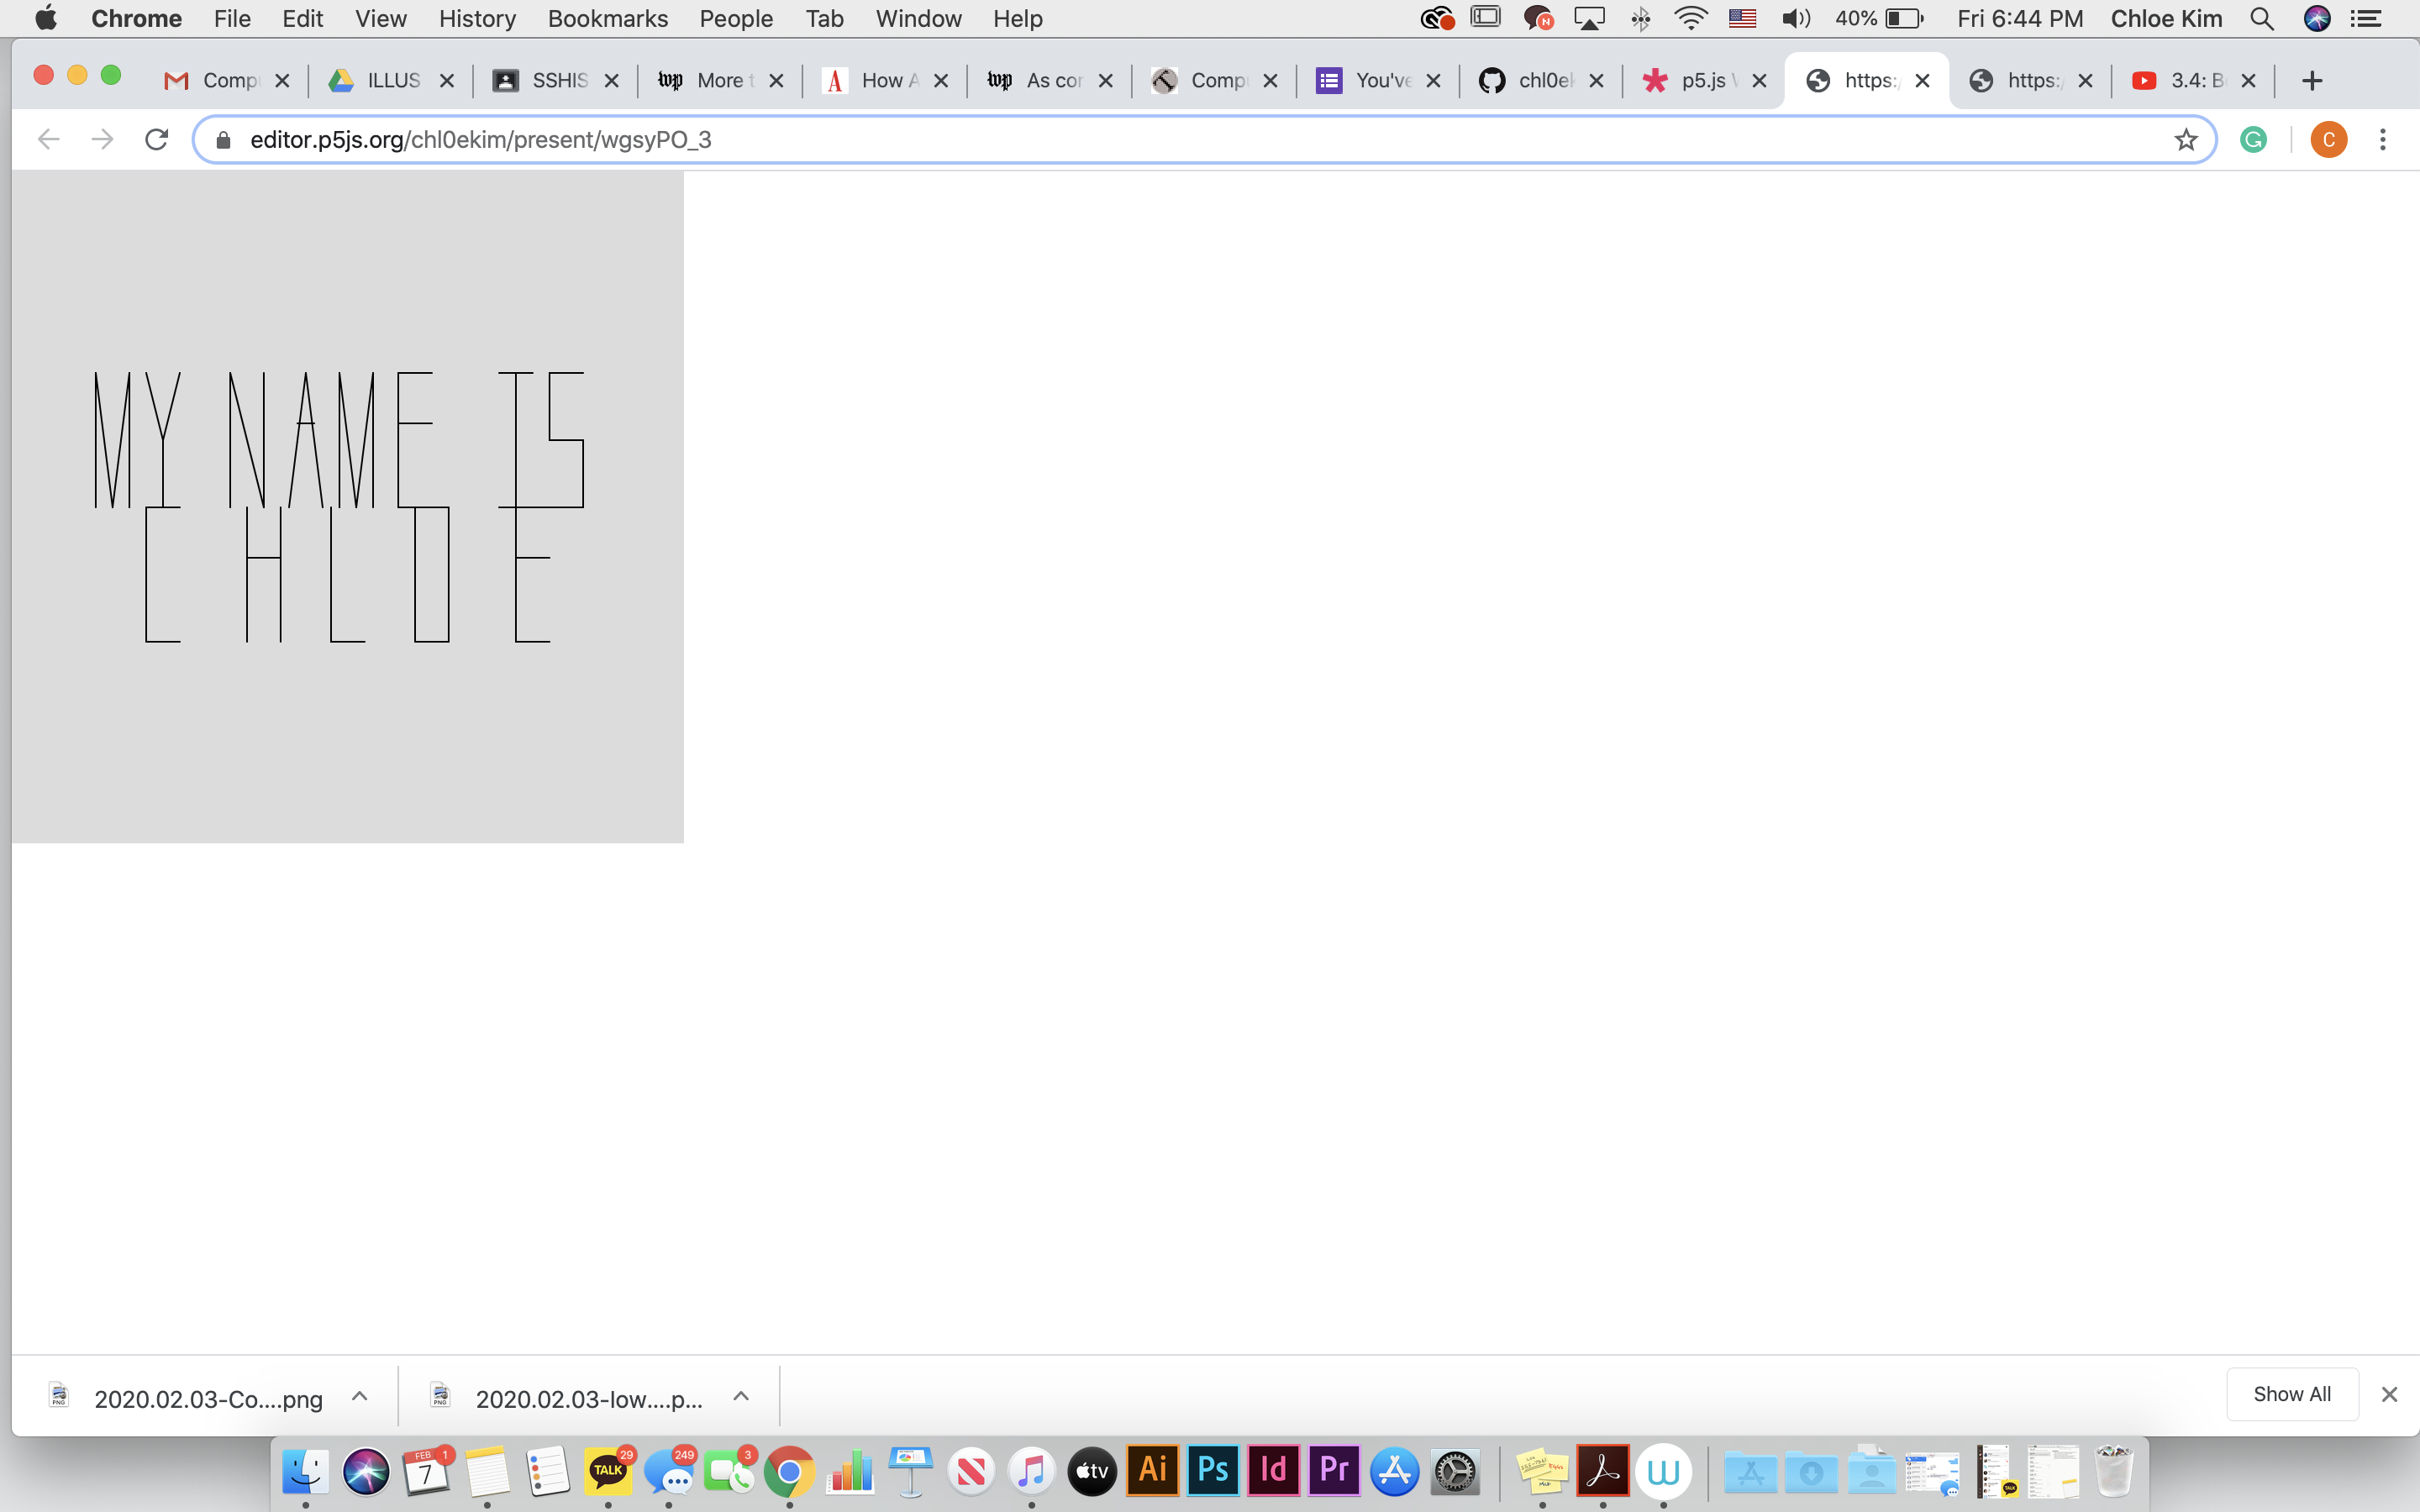 Chrome File Edit View History Bookmarks People Tab Window Help 40% Fri 6:44 PM Chloe Kim
Comp ILLUS SSHIS More t How A As cor Comp You've chl0ek p5.js https:/ https:/ 3.4: B
editor.p5js.org/chl0ekim/present/wgsyPO_3 C
MY NAME IS
CHLOE
2020.02.03-Co....png 2020.02.03-low....p... Show All
FEB 7 1 TALK 29 249 3 tv Ai Ps Id Pr